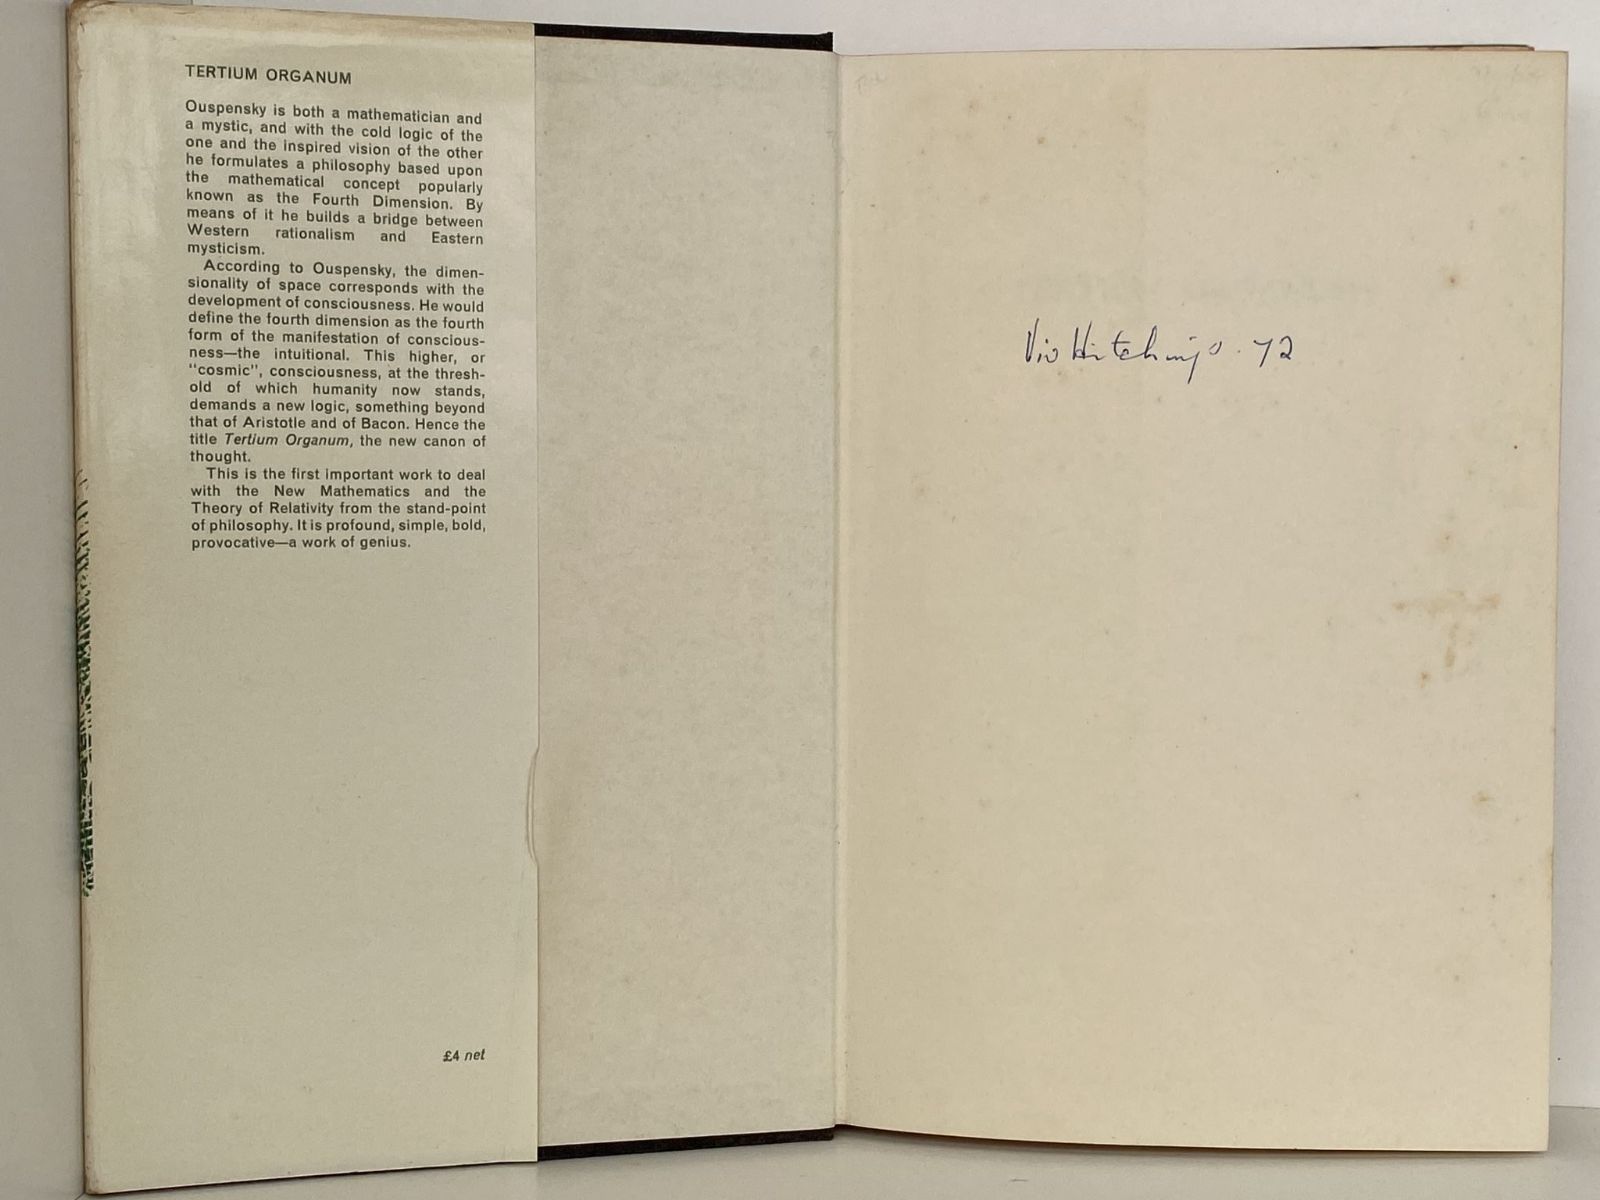 TERTIUM ORGANUM
Ouspensky is both a mathematician and
a mystic, and with the cold logic of the
one and the inspired vision of the other
he formulates a philosophy based upon
the mathematical concept popularly
known as the Fourth Dimension. By
means of it he builds a bridge between
Western rationalism and Eastern
mysticism.
According to Ouspensky, the dimen-
sionality of space corresponds with the
development of consciousness. He would
define the fourth dimension as the fourth
form of the manifestation of conscious-
ness—the intuitional. This higher, or
"cosmic", consciousness, at the thresh-
old of which humanity now stands,
demands a new logic, something beyond
that of Aristotle and of Bacon. Hence the
title Tertium Organum, the new canon of
thought.
This is the first important work to deal
with the New Mathematics and the
Theory of Relativity from the stand-point
of philosophy. It is profound, simple, bold,
provocative—a work of genius.
£4 net
72